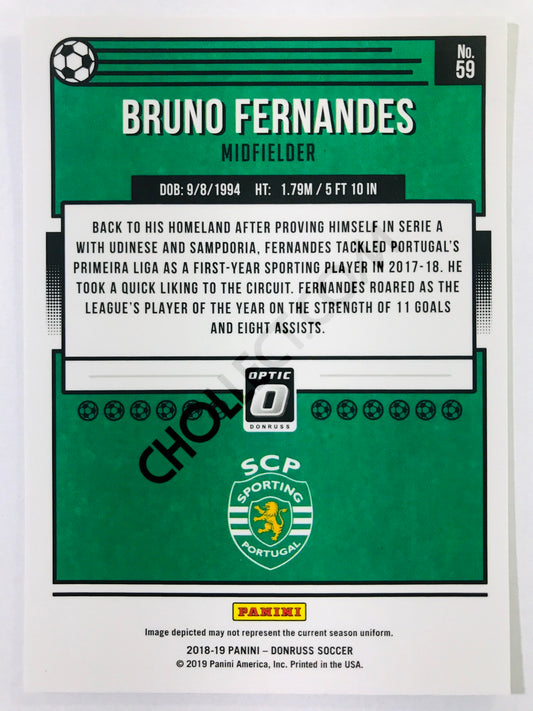 No.
59
BRUNO FERNANDES
MIDFIELDER
DOB: 9/8/1994 HT: 1.79M / 5 FT 10 IN
BACK TO HIS HOMELAND AFTER PROVING HIMSELF IN SERIE A
WITH UDINESE AND SAMPDORIA, FERNANDES TACKLED PORTUGAL'S
PRIMEIRA LIGA AS A FIRST-YEAR SPORTING PLAYER IN 2017-18. HE
TOOK A QUICK LIKING TO THE CIRCUIT. FERNANDES ROARED AS THE
LEAGUE'S PLAYER OF THE YEAR ON THE STRENGTH OF 11 GOALS
AND EIGHT ASSISTS.
OPTIC
DONRUSS
SCP
SPORTING
PORTUGAL
PANINI
Image depicted may not represent the current season uniform.
2018-19 PANINI – DONRUSS SOCCER
© 2019 Panini America, Inc. Printed in the USA.